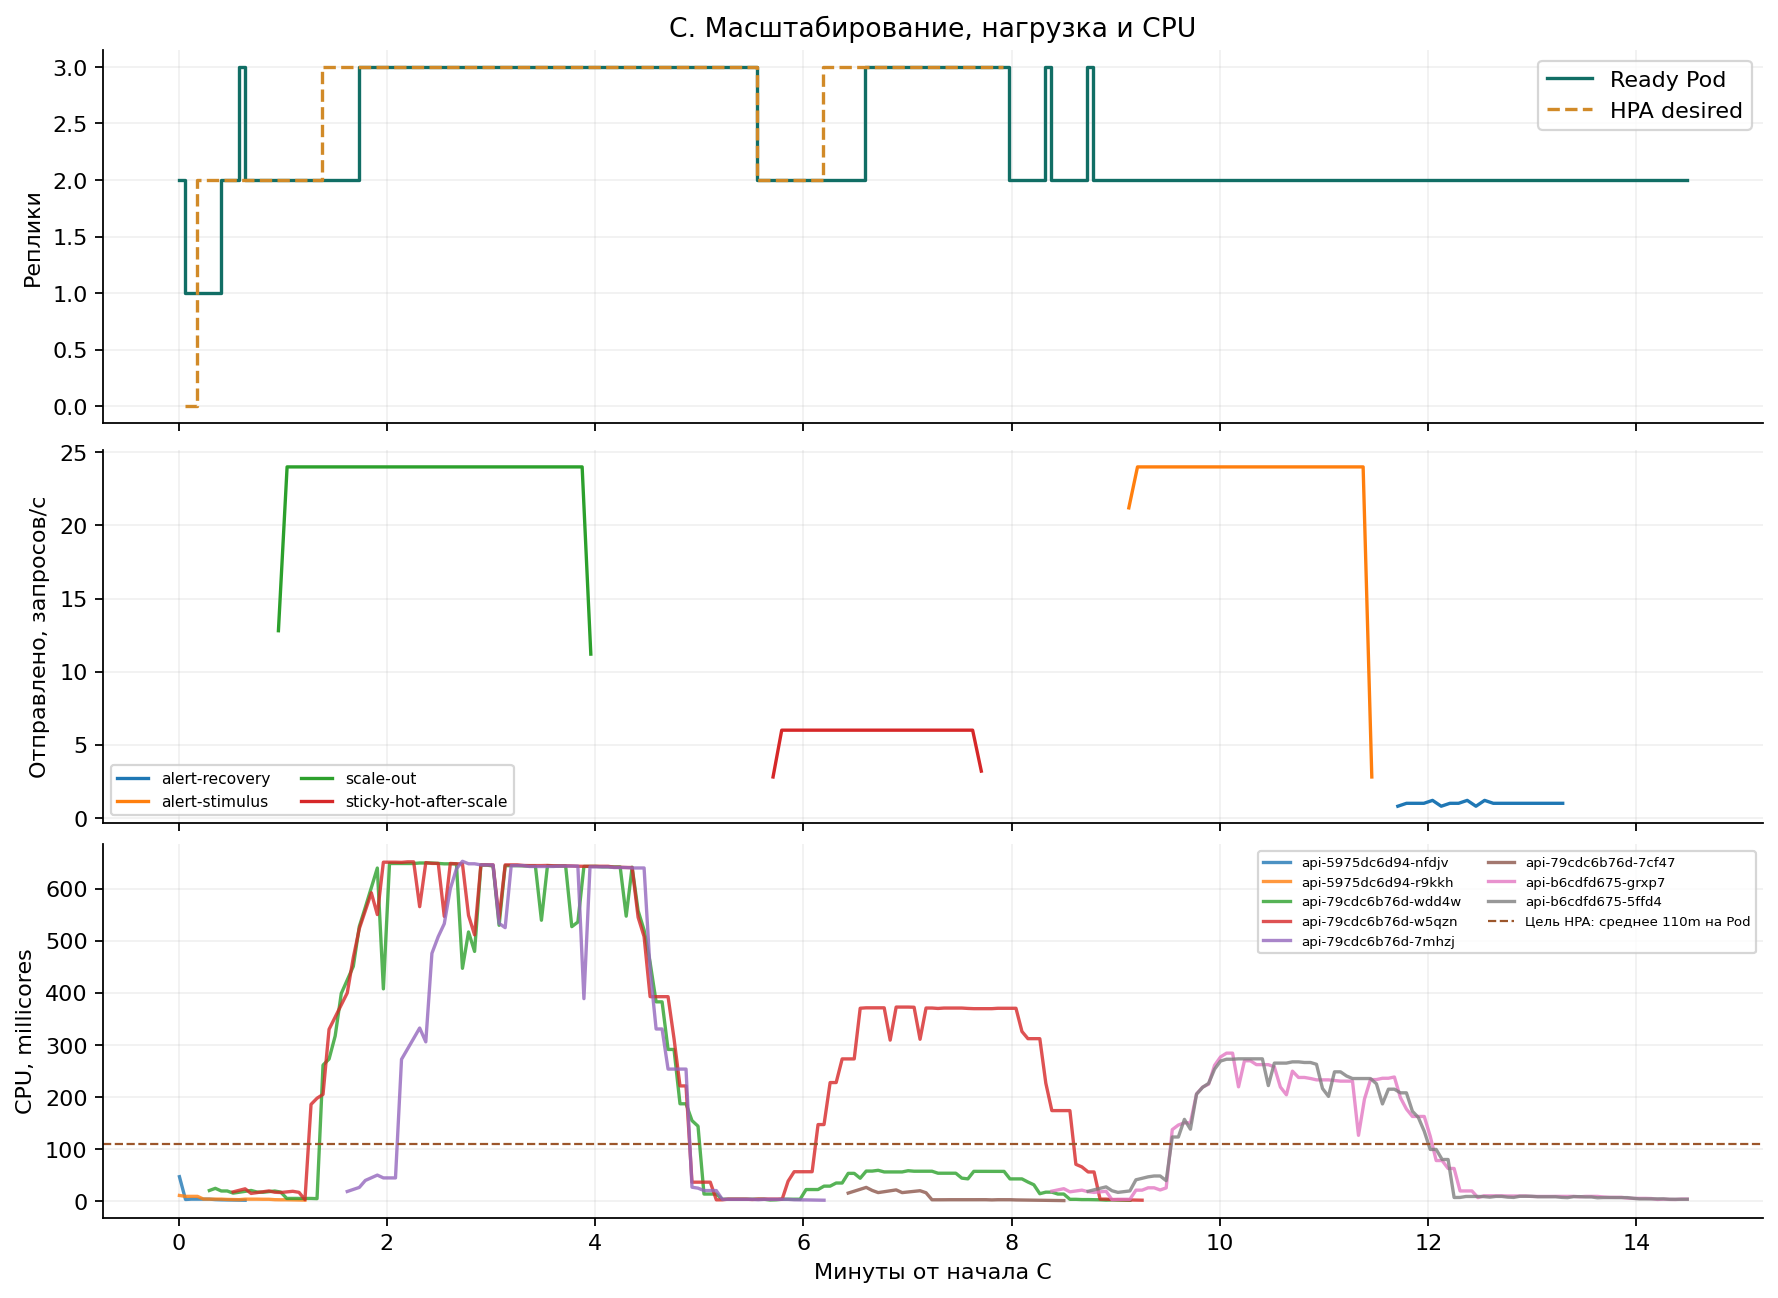 C. Масштабирование, нагрузка и CPU
Реплики
3.0
2.5
2.0
1.5
1.0
0.5
0.0
Ready Pod
HPA desired
Отправлено, запросов/с
25
20
15
10
5
0
alert-recovery
alert-stimulus
scale-out
sticky-hot-after-scale
CPU, millicores
600
500
400
300
200
100
0
api-5975dc6d94-nfdjv
api-5975dc6d94-r9kkh
api-79cdc6b76d-wdd4w
api-79cdc6b76d-w5qzn
api-79cdc6b76d-7mhzj
api-79cdc6b76d-7cf47
api-b6cdfd675-grxp7
api-b6cdfd675-5ffd4
Цель HPA: среднее 110m на Pod
0 2 4 6 8 10 12 14
Минуты от начала C